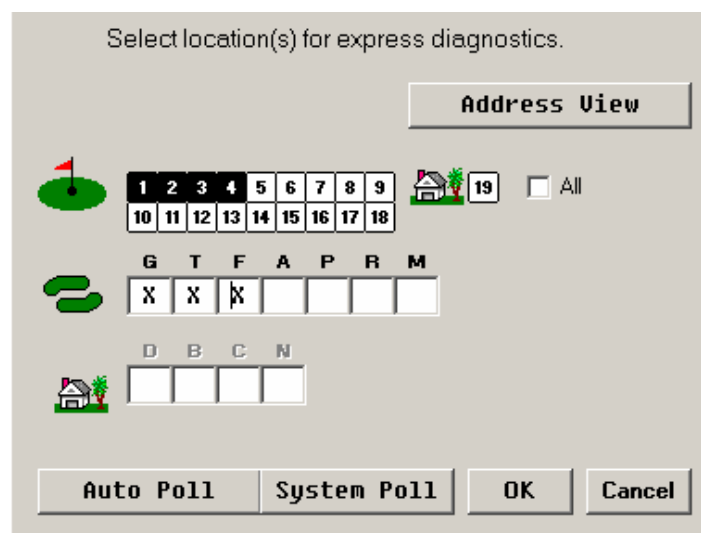 Select location(s) for express diagnostics.
Address View
1 2 3 4 5 6 7 8 9 19 All
10 11 12 13 14 15 16 17 18
G T F A P R M
X X X
D B C N
Auto Poll System Poll OK Cancel